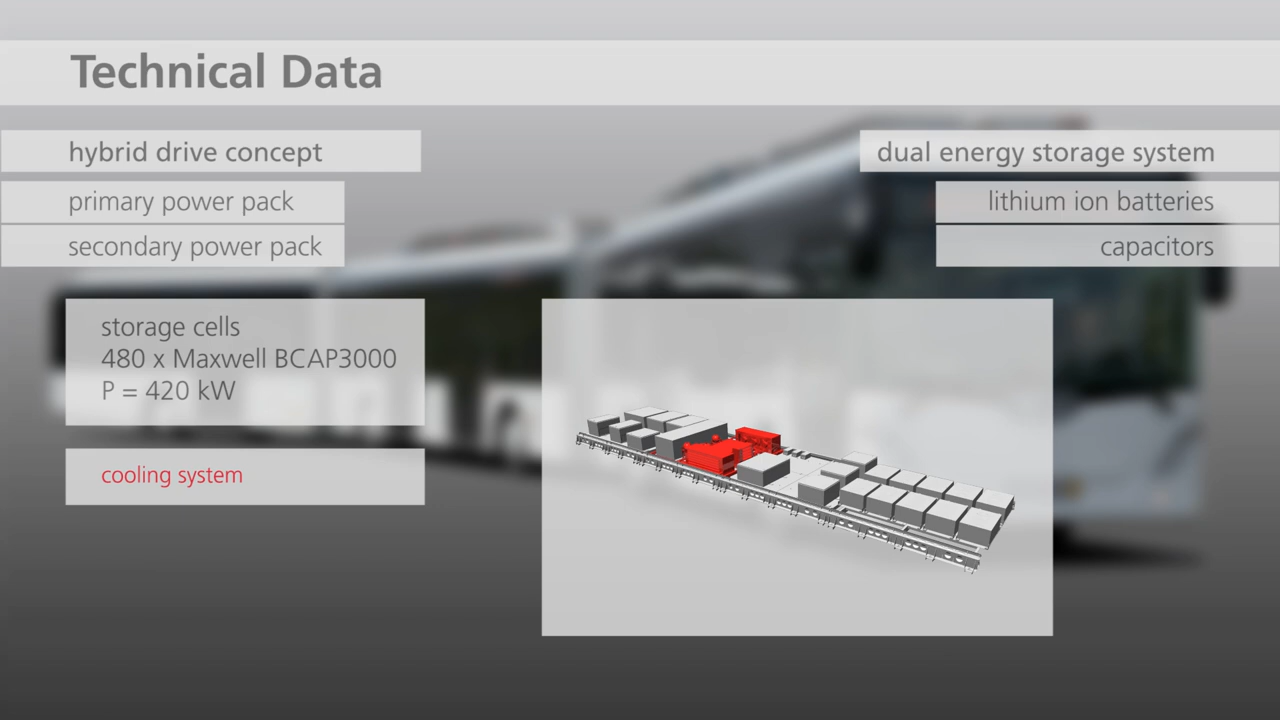 Technical Data
hybrid drive concept
primary power pack
secondary power pack
dual energy storage system
lithium ion batteries
capacitors
storage cells
480 x Maxwell BCAP3000
P = 420 kW
cooling system